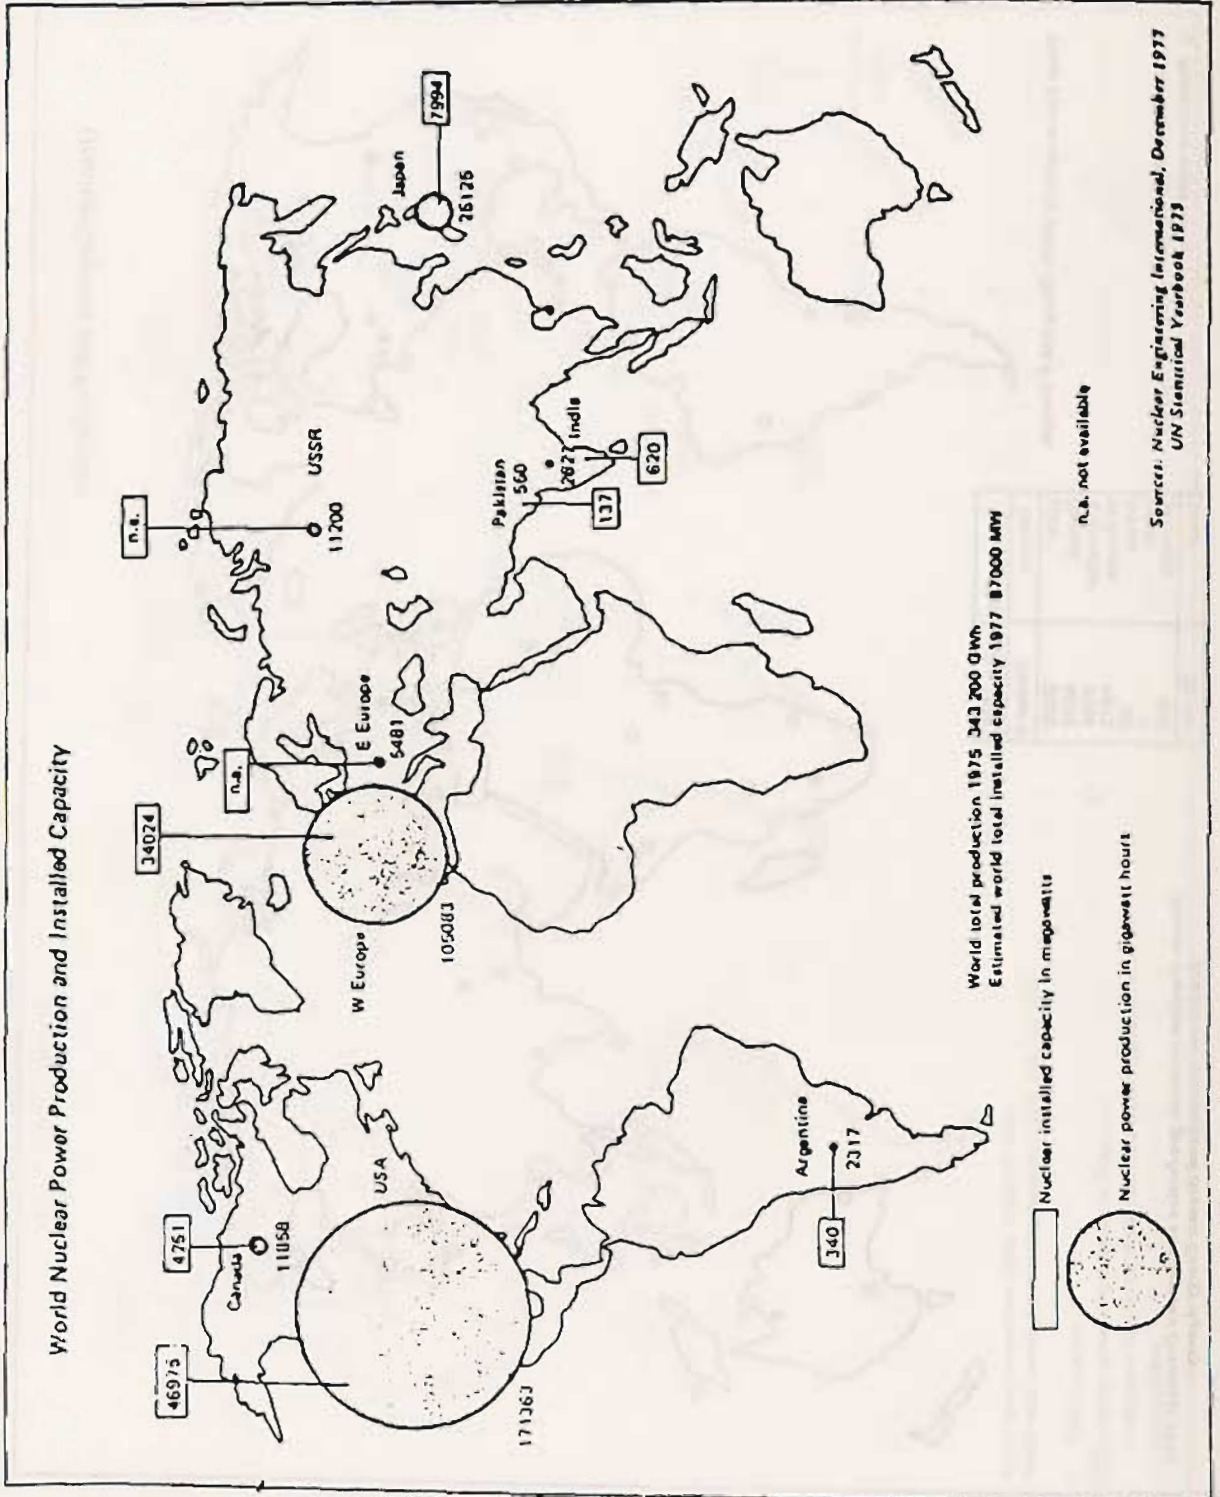 World Nuclear Power Production and Installed Capacity
46975
4751
34024
n.a.
n.a.
Canada
11858
USA
171363
W Europe
105083
E Europe
5481
USSR
11200
Japan
7994
26126
Pakistan
560
137
India
2627
620
Argentina
340
2317
World total production 1975 343 200 GWh
Estimated world total installed capacity 1977 87000 MW
Nuclear installed capacity in megawatts
Nuclear power production in gigawatt hours
n.a. not available
Sources: Nuclear Engineering International, December 1977
UN Statistical Yearbook 1975